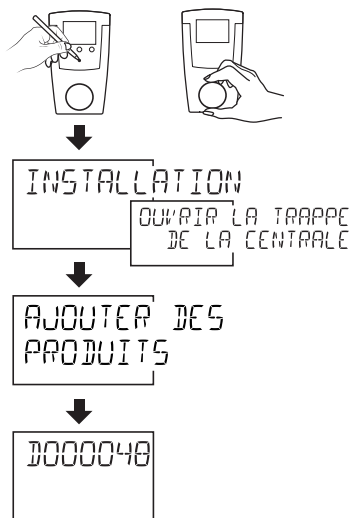 INSTALLATION
OUVRIR LA TRAPPE
DE LA CENTRALE
AJOUTER DES
PRODUITS
D000048